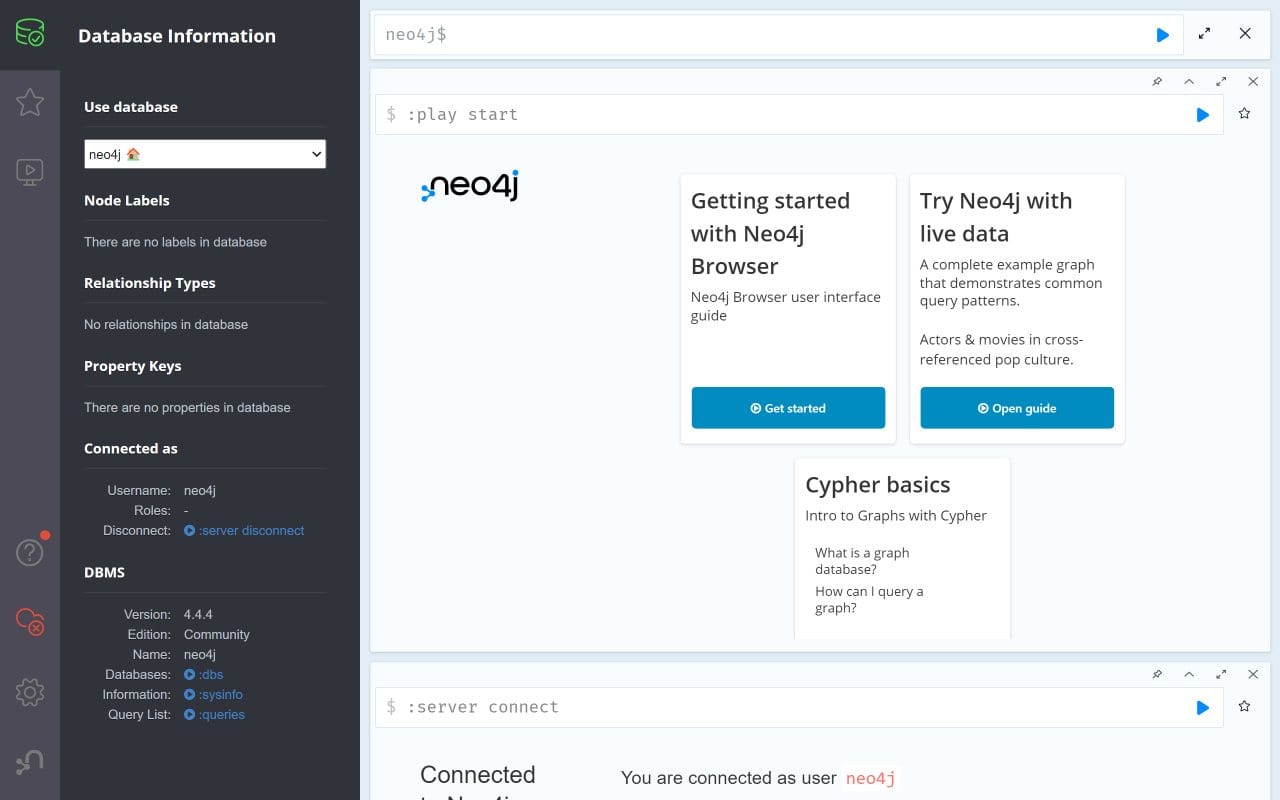 Database Information
Use database
neo4j 🏠
Node Labels
There are no labels in database
Relationship Types
No relationships in database
Property Keys
There are no properties in database
Connected as
Username: neo4j
Roles: -
Disconnect: :server disconnect
DBMS
Version: 4.4.4
Edition: Community
Name: neo4j
Databases: :dbs
Information: :sysinfo
Query List: :queries
neo4j$
$ :play start
neo4j
Getting started
with Neo4j
Browser
Neo4j Browser user interface
guide
Get started
Try Neo4j with
live data
A complete example graph
that demonstrates common
query patterns.
Actors & movies in cross-
referenced pop culture.
Open guide
Cypher basics
Intro to Graphs with Cypher
What is a graph
database?
How can I query a
graph?
$ :server connect
Connected
to Neo4j
You are connected as user neo4j